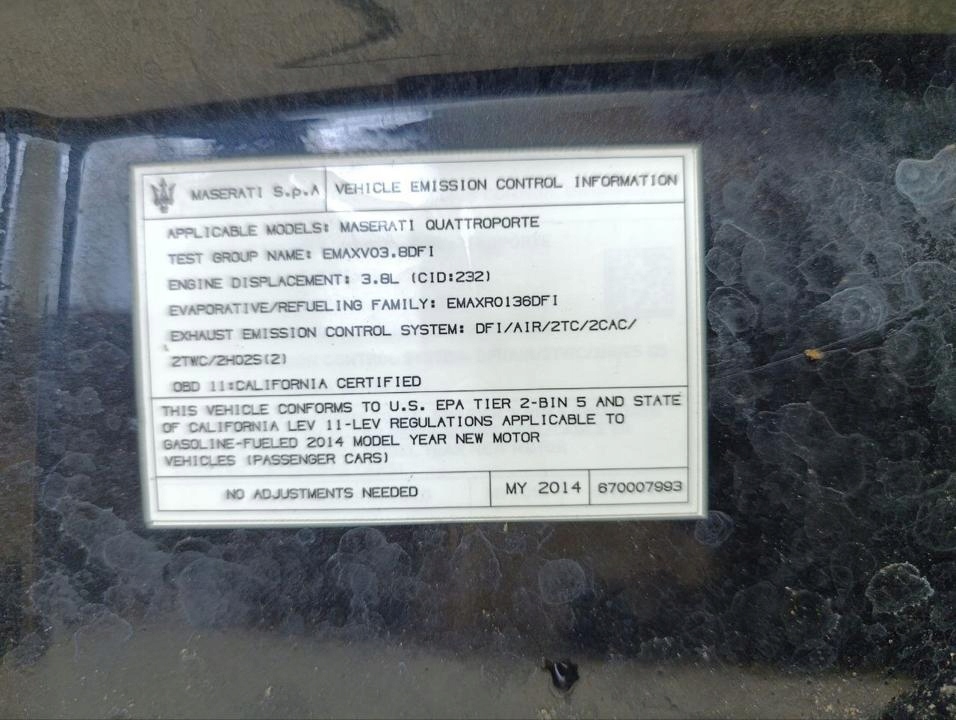 MASERATI S.p.A VEHICLE EMISSION CONTROL INFORMATION
APPLICABLE MODELS: MASERATI QUATTROPORTE
TEST GROUP NAME: EMAXV03.8DFI
ENGINE DISPLACEMENT: 3.8L (CID:232)
EVAPORATIVE/REFUELING FAMILY: EMAXR0136DFI
EXHAUST EMISSION CONTROL SYSTEM: DFI/AIR/2TC/2CAC/
2TWC/2HO2S(2)
OBD 11:CALIFORNIA CERTIFIED
THIS VEHICLE CONFORMS TO U.S. EPA TIER 2-BIN 5 AND STATE
OF CALIFORNIA LEV 11-LEV REGULATIONS APPLICABLE TO
GASOLINE-FUELED 2014 MODEL YEAR NEW MOTOR
VEHICLES (PASSENGER CARS)
NO ADJUSTMENTS NEEDED MY 2014 670007993